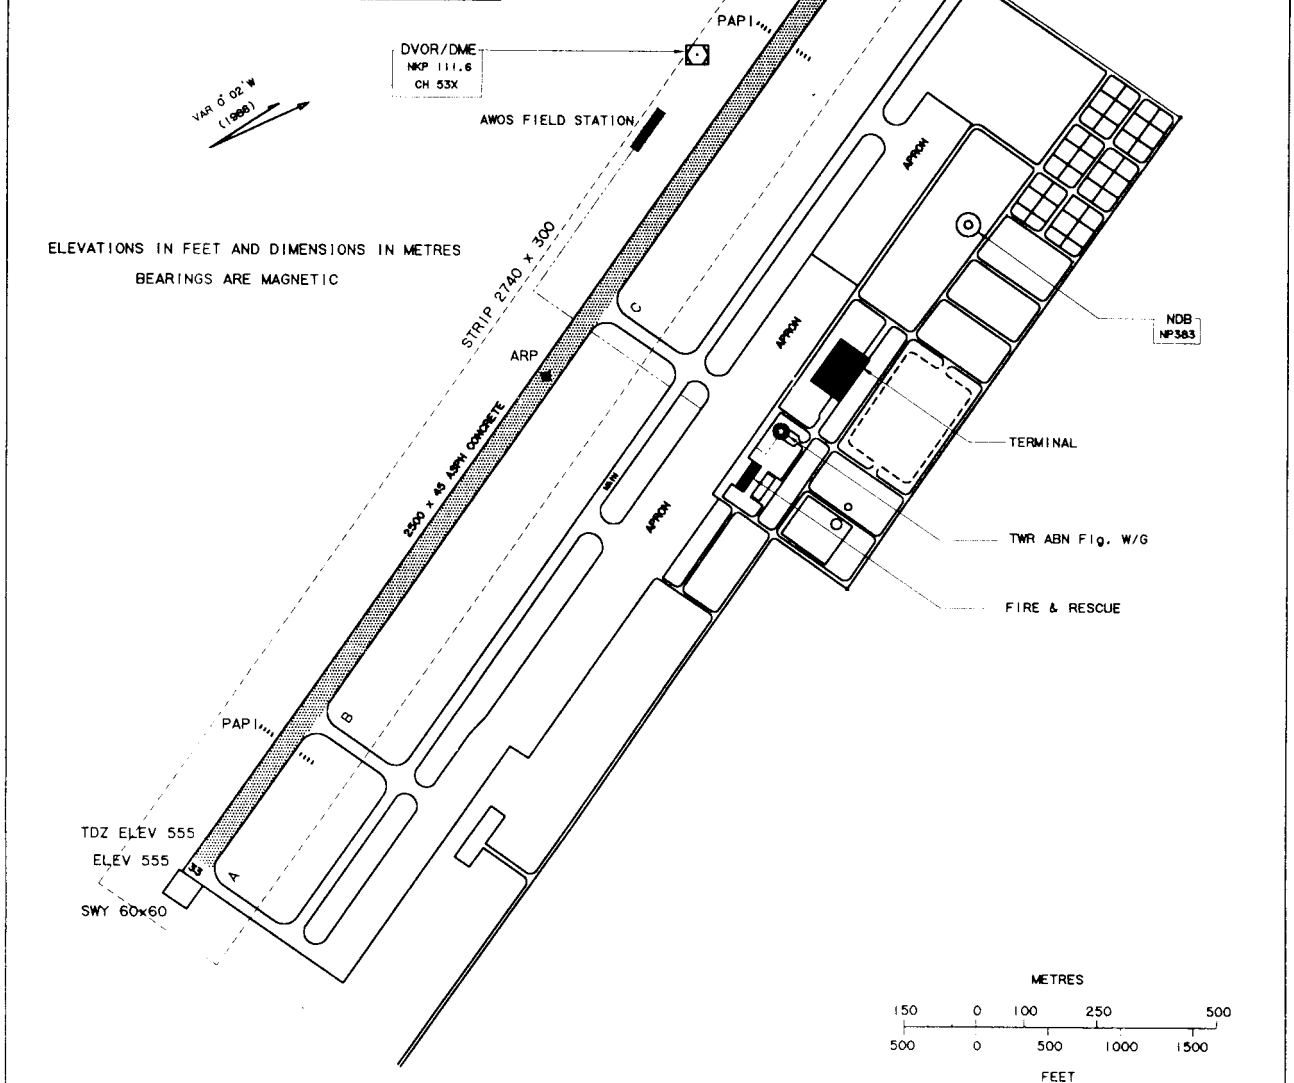 PAPI
DVOR/DME
NKP 111.6
CH 53X
VAR 0°02'W
(1988)
AWOS FIELD STATION
APRON
ELEVATIONS IN FEET AND DIMENSIONS IN METRES
BEARINGS ARE MAGNETIC
STRIP 2740 x 300
C
APRON
NDB
NP383
ARP
2500 x 45 ASPH CONCRETE
TERMINAL
APRON
TWR ABN Flg. W/G
FIRE & RESCUE
B
PAPI
TDZ ELEV 555
ELEV 555
33
A
SWY 60x60
METRES
150 0 100 250 500
500 0 500 1000 1500
FEET